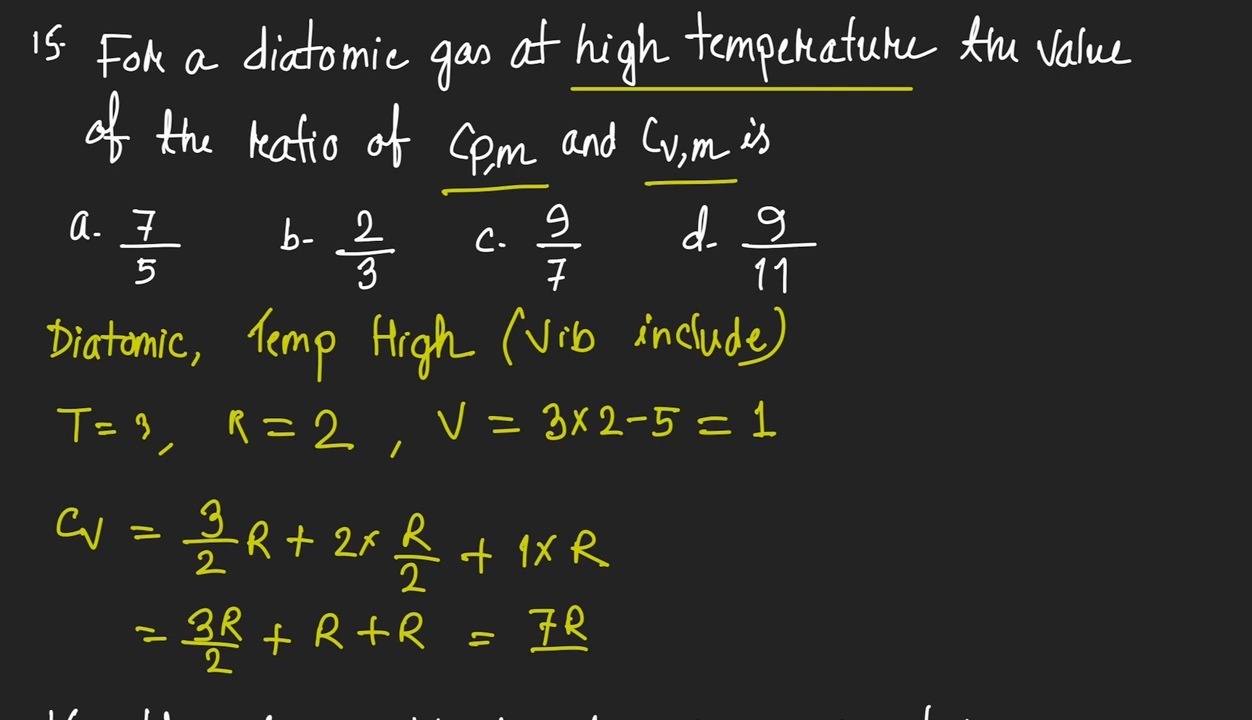 15. For a diatomic gas at high temperature the value
of the ratio of Cp,m and Cv,m is
a. 7/5 b- 2/3 c. 9/7 d. 9/11
Diatomic, Temp High (Vib include)
T = 3, R = 2, V = 3×2-5 = 1
Cv = 3/2 R + 2× R/2 + 1× R
= 3R/2 + R + R = 7R